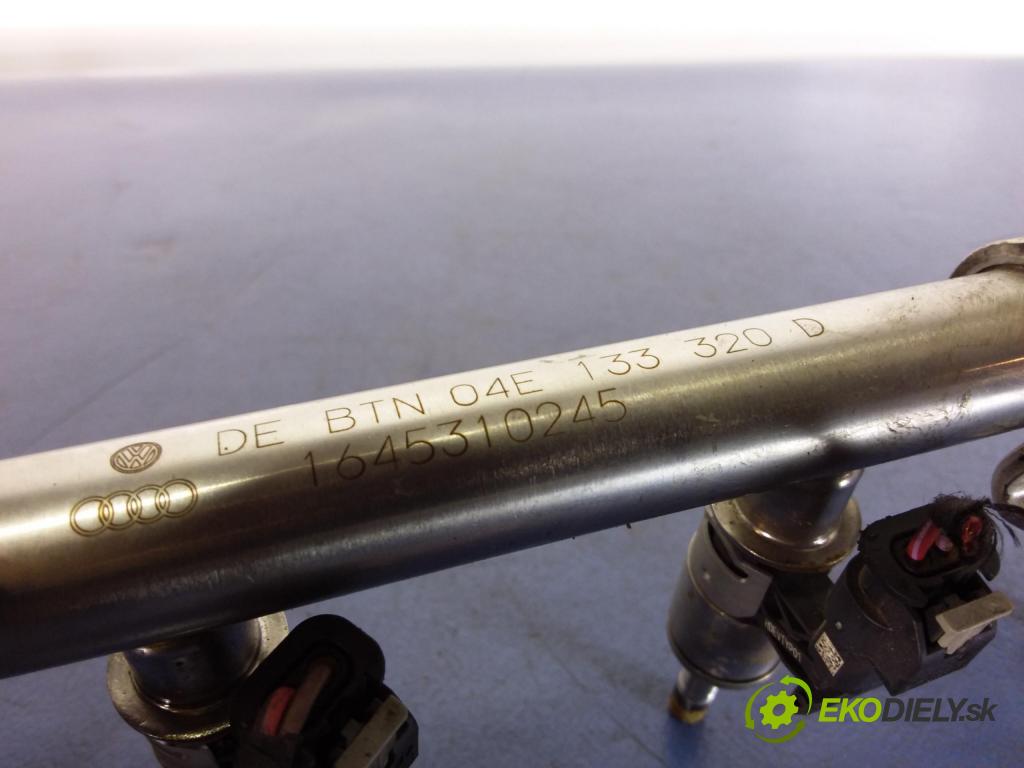 DE BTN 04E 133 320 D
1645310245
EKODIELY.sk